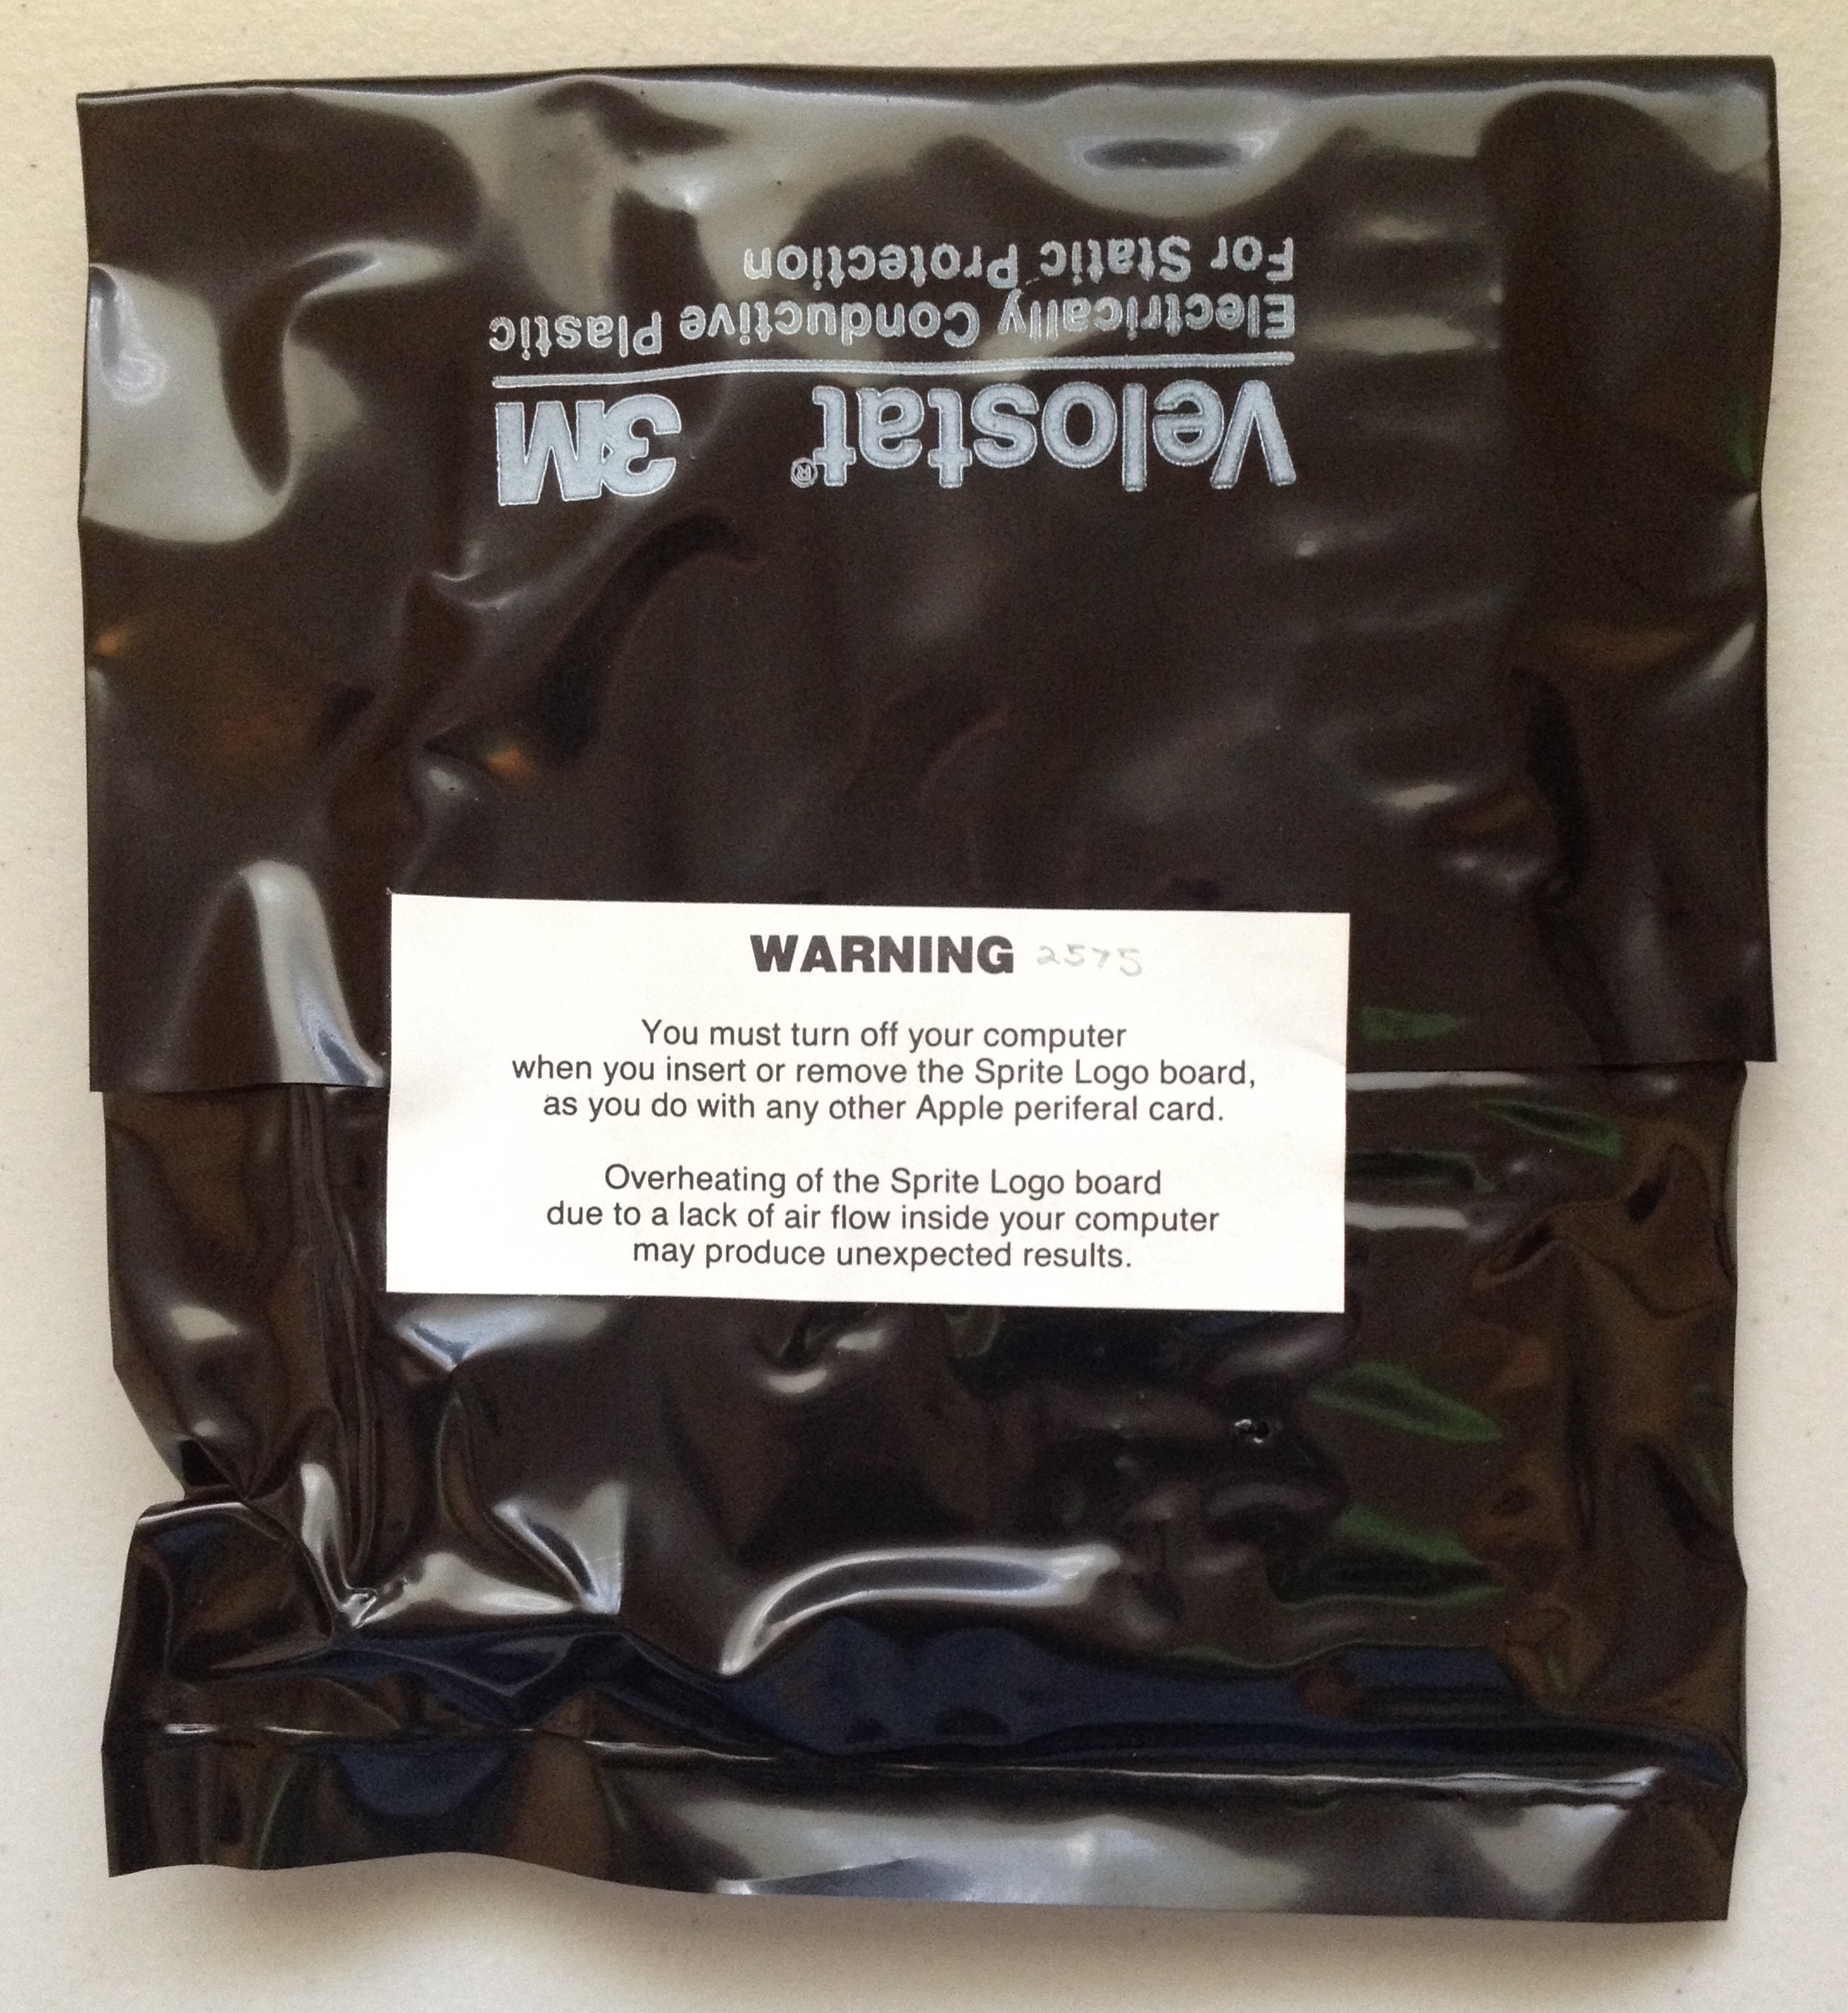 Velostat® 3M
Electrically Conductive Plastic
For Static Protection
WARNING 2575
You must turn off your computer
when you insert or remove the Sprite Logo board,
as you do with any other Apple periferal card.
Overheating of the Sprite Logo board
due to a lack of air flow inside your computer
may produce unexpected results.